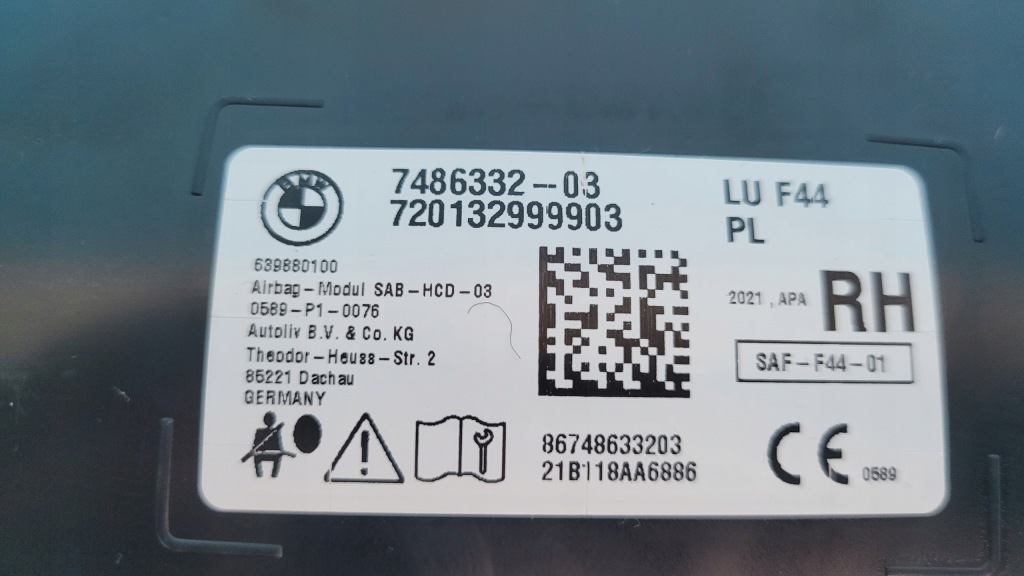 BMW
7486332--03
720132999903
LU F44
PL
639880100
Airbag-Modul SAB-HCD-03
0589-P1-0076
Autoliv B.V. & Co. KG
Theodor-Heuss-Str. 2
85221 Dachau
GERMANY
2021 , APA
RH
SAF-F44-01
86748633203
21B118AA6886
CE 0589